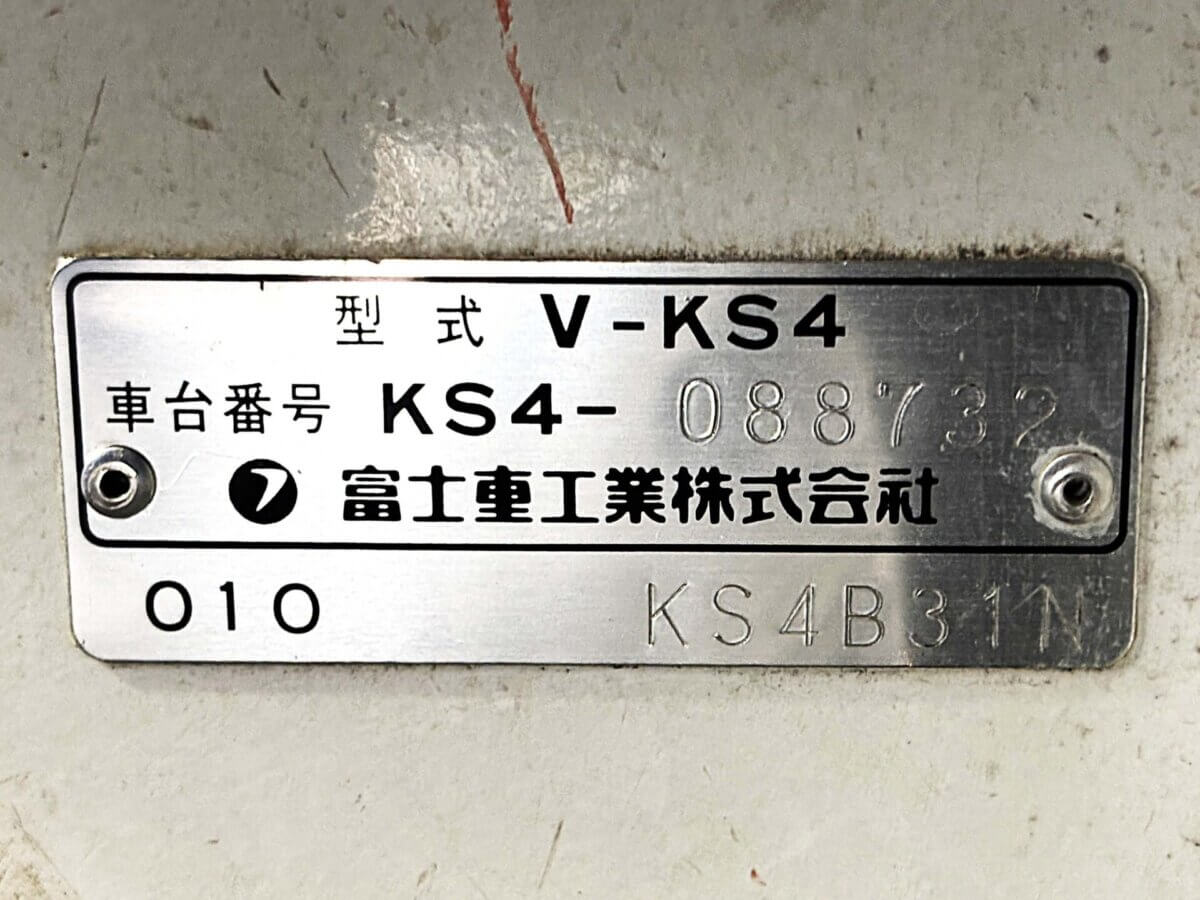 型式 V-KS4
車台番号 KS4-088732
フ 富士重工業株式会社
010 KS4B31N